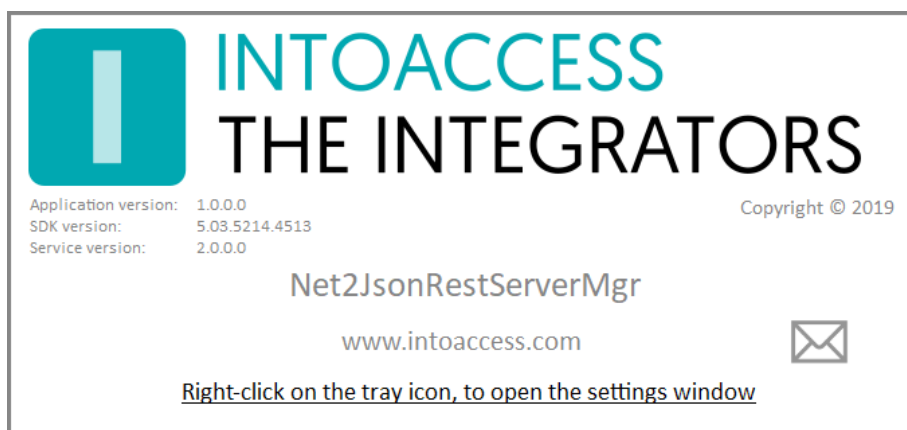 INTOACCESS
THE INTEGRATORS
Application version: 1.0.0.0
Copyright © 2019
SDK version: 5.03.5214.4513
Service version: 2.0.0.0
Net2JsonRestServerMgr
www.intoaccess.com
Right-click on the tray icon, to open the settings window